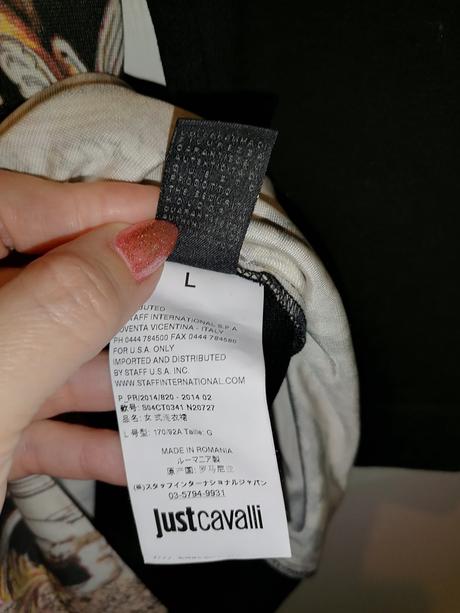 L
BUTED
STAFF INTERNATIONAL S.P.A
NOVENTA VICENTINA - ITALY
PH 0444 784500 FAX 0444 784580
FOR U.S.A. ONLY
IMPORTED AND DISTRIBUTED
BY STAFF U.S.A. INC.
WWW.STAFFINTERNATIONAL.COM
P_PRI/2014/820 - 2014 02
款号: S04CT0341 N20727
品名: 女式连衣裙
L 号型: 170/92A Taille: G
MADE IN ROMANIA
ルーマニア製
原产国: 罗马尼亚
(株)スタッフインターナショナルジャパン
03-5794-9931
justcavalli